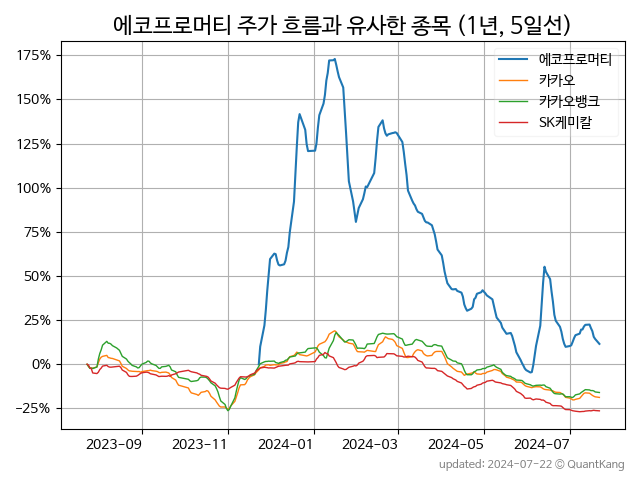 에코프로머티 주가 흐름과 유사한 종목 (1년, 5일선)
175%
150%
125%
100%
75%
50%
25%
0%
−25%
에코프로머티
카카오
카카오뱅크
SK케미칼
2023-09 2023-11 2024-01 2024-03 2024-05 2024-07
updated: 2024-07-22 © QuantKang